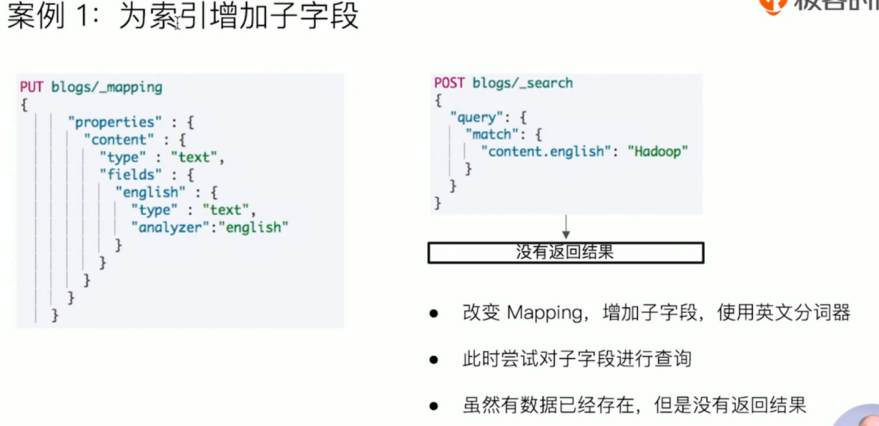 案例 1：为索引增加子字段
PUT blogs/_mapping
{
"properties" : {
"content" : {
"type" : "text",
"fields" : {
"english" : {
"type" : "text",
"analyzer":"english"
}
}
}
}
}
POST blogs/_search
{
"query": {
"match": {
"content.english": "Hadoop"
}
}
}
没有返回结果
● 改变 Mapping，增加子字段，使用英文分词器
● 此时尝试对子字段进行查询
● 虽然有数据已经存在，但是没有返回结果